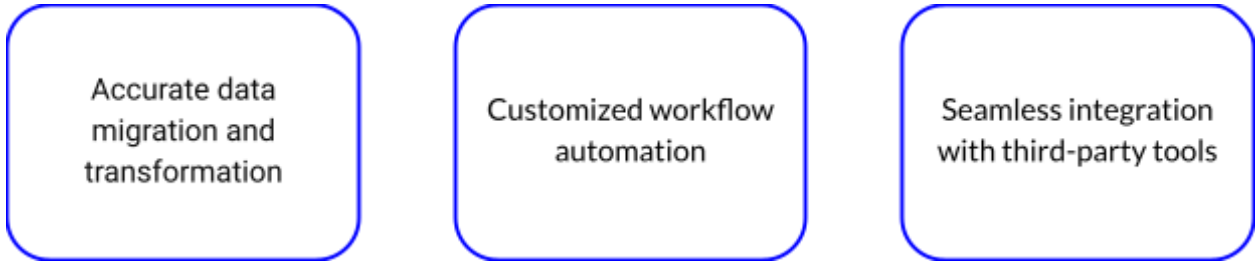 Accurate data
migration and
transformation
Customized workflow
automation
Seamless integration
with third-party tools